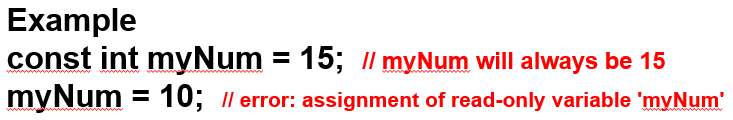 Example
const int myNum = 15; // myNum will always be 15
myNum = 10; // error: assignment of read-only variable 'myNum'